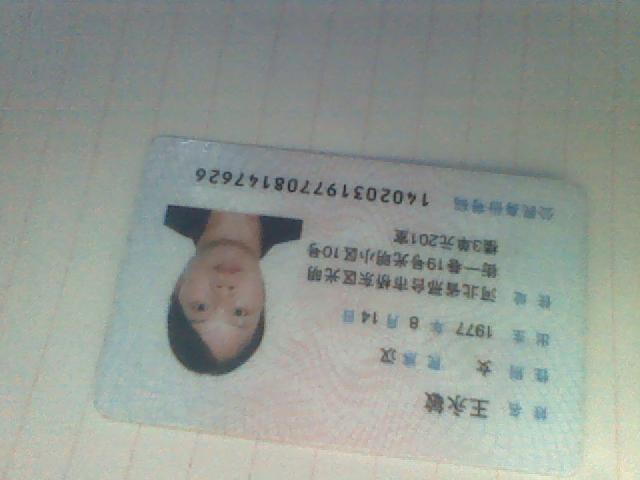 姓名 王永敏
性别 女 民族 汉
出生 1977 年 8 月 14 日
住址 河北省邢台市桥东区光明
街一巷19号光明小区10号
楼3单元201室
公民身份号码 140203197708147626